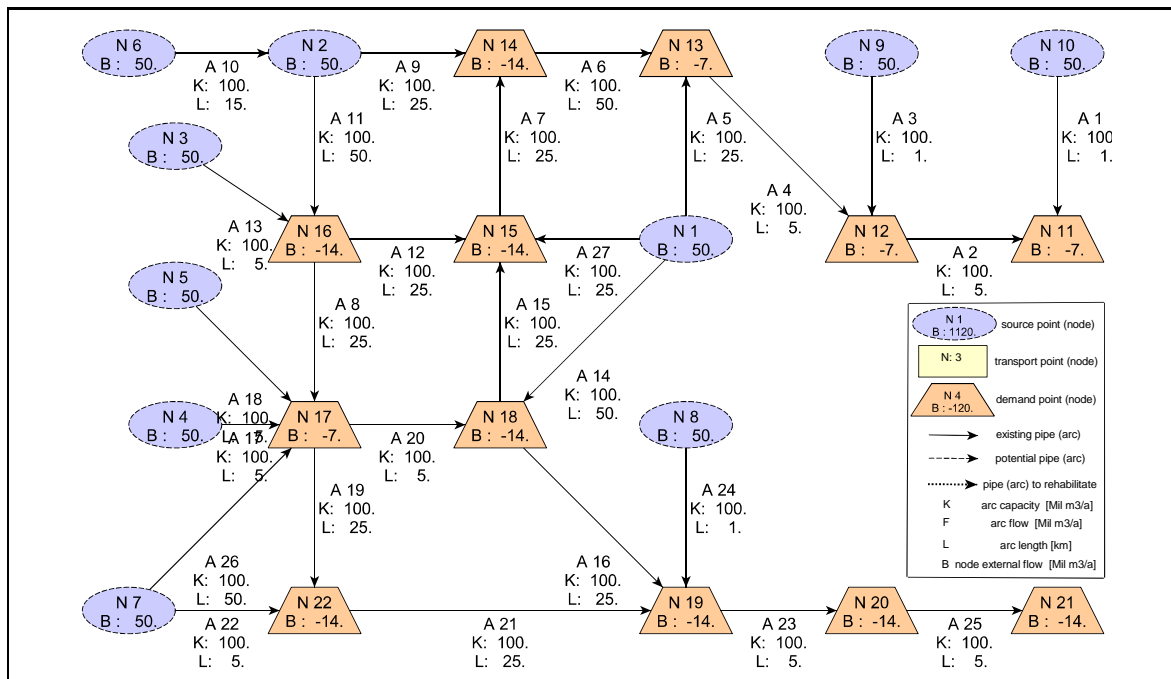 N 6
B : 50.
N 2
B : 50.
N 14
B : -14.
N 13
B : -7.
N 9
B : 50.
N 10
B : 50.
A 10
K: 100.
L: 15.
A 9
K: 100.
L: 25.
A 6
K: 100.
L: 50.
A 11
K: 100.
L: 50.
A 7
K: 100.
L: 25.
A 5
K: 100.
L: 25.
A 3
K: 100.
L: 1.
A 1
K: 100
L: 1.
N 3
B : 50.
A 4
K: 100.
L: 5.
A 13
K: 100.
L: 5.
N 16
B : -14.
N 15
B : -14.
N 1
B : 50.
N 12
B : -7.
N 11
B : -7.
A 12
K: 100.
L: 25.
A 27
K: 100.
L: 25.
A 2
K: 100.
L: 5.
N 5
B : 50.
A 8
K: 100.
L: 25.
A 15
K: 100.
L: 25.
A 14
K: 100.
L: 50.
A 18
K: 100.
L: 5.
N 4
B : 50.
A 17
K: 100.
L: 5.
N 17
B : -7.
N 18
B : -14.
N 8
B : 50.
A 20
K: 100.
L: 5.
A 19
K: 100.
L: 25.
A 24
K: 100.
L: 1.
A 26
K: 100.
L: 50.
A 16
K: 100.
L: 25.
N 7
B : 50.
N 22
B : -14.
N 19
B : -14.
N 20
B : -14.
N 21
B : -14.
A 22
K: 100.
L: 5.
A 21
K: 100.
L: 25.
A 23
K: 100.
L: 5.
A 25
K: 100.
L: 5.
N 1
B : 1120.
source point (node)
N: 3
transport point (node)
N 4
B : -120.
demand point (node)
existing pipe (arc)
potential pipe (arc)
pipe (arc) to rehabilitate
K arc capacity [Mil m3/a]
F arc flow [Mil m3/a]
L arc length [km]
B node external flow [Mil m3/a]